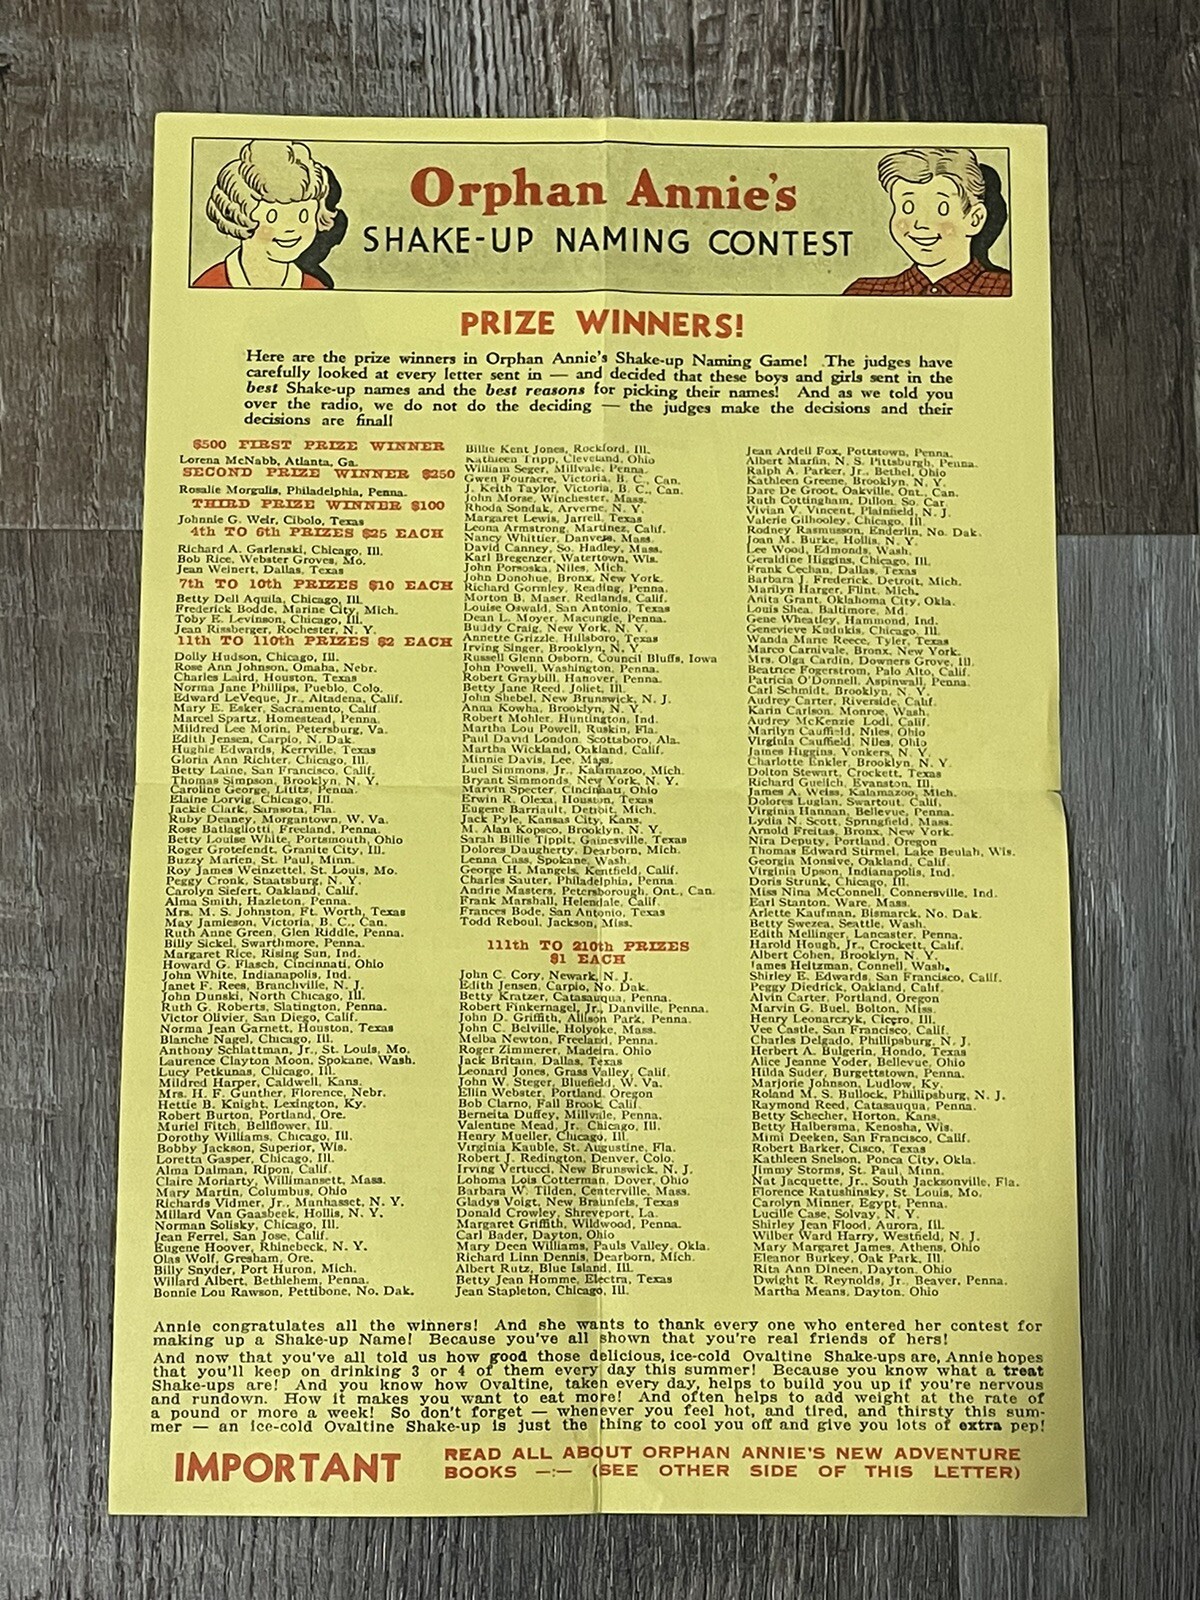 Orphan Annie's
SHAKE-UP NAMING CONTEST
PRIZE WINNERS!
Here are the prize winners in Orphan Annie's Shake-up Naming Game! The judges have
carefully looked at every letter sent in — and decided that these boys and girls sent in the
best Shake-up names and the best reasons for picking their names! And as we told you
over the radio, we do not do the deciding — the judges make the decisions and their
decisions are final!
$500 FIRST PRIZE WINNER
Lorena McNabb, Atlanta, Ga.
SECOND PRIZE WINNER $250
Rosalie Morgulis, Philadelphia, Penna.
THIRD PRIZE WINNER $100
Johnnie G. Weir, Cibolo, Texas
4th TO 6th PRIZES $25 EACH
Richard A. Garlenski, Chicago, Ill.
Bob Rice, Webster Groves, Mo.
Jean Weinert, Dallas, Texas
7th TO 10th PRIZES $10 EACH
Betty Dell Aquila, Chicago, Ill.
Frederick Bodde, Marine City, Mich.
Toby E. Levinson, Chicago, Ill.
Jean Rissberger, Rochester, N. Y.
11th TO 110th PRIZES $2 EACH
Dolly Hudson, Chicago, Ill.
Rose Ann Johnson, Omaha, Nebr.
Charles Laird, Houston, Texas
Norma Jane Phillips, Pueblo, Colo.
Edward LeVeque, Jr., Altadena, Calif.
Mary E. Esker, Sacramento, Calif.
Marcel Spartz, Homestead, Penna.
Mildred Lee Morin, Petersburg, Va.
Edith Jensen, Carpio, N. Dak.
Hughie Edwards, Kerrville, Texas
Gloria Ann Richter, Chicago, Ill.
Betty Laine, San Francisco, Calif.
Thomas Simpson, Brooklyn, N. Y.
Caroline George, Lititz, Penna.
Elaine Lorvig, Chicago, Ill.
Jackie Clark, Sarasota, Fla.
Ruby Deaney, Morgantown, W. Va.
Rose Batlagliotti, Freeland, Penna.
Betty Louise White, Portsmouth, Ohio
Roger Grotefendt, Granite City, Ill.
Buzzy Marien, St. Paul, Minn.
Roy James Weinzettel, St. Louis, Mo.
Peggy Cronk, Staatsburg, N. Y.
Carolyn Siefert, Oakland, Calif.
Alma Smith, Hazleton, Penna.
Mrs. M. S. Johnston, Ft. Worth, Texas
May Jamieson, Victoria, B. C., Can.
Ruth Anne Green, Glen Riddle, Penna.
Billy Sickel, Swarthmore, Penna.
Margaret Rice, Rising Sun, Ind.
Howard G. Flasch, Cincinnati, Ohio
John White, Indianapolis, Ind.
Janet F. Rees, Branchville, N. J.
John Dunski, North Chicago, Ill.
Ruth G. Roberts, Slatington, Penna.
Victor Olivier, San Diego, Calif.
Norma Jean Garnett, Houston, Texas
Blanche Nagel, Chicago, Ill.
Anthony Schlattman, Jr., St. Louis, Mo.
Laurence Clayton Moon, Spokane, Wash.
Lucy Petkunas, Chicago, Ill.
Mildred Harper, Caldwell, Kans.
Mrs. H. F. Gunther, Florence, Nebr.
Hettie B. Knight, Lexington, Ky.
Robert Burton, Portland, Ore.
Muriel Fitch, Bellflower, Ill.
Dorothy Williams, Chicago, Ill.
Bobby Jackson, Superior, Wis.
Loretta Gasper, Chicago, Ill.
Alma Dalman, Ripon, Calif.
Claire Moriarty, Willimansett, Mass.
Mary Martin, Columbus, Ohio
Richards Vidmer, Jr., Manhasset, N. Y.
Millard Van Gaasbeek, Hollis, N. Y.
Norman Solisky, Chicago, Ill.
Jean Ferrel, San Jose, Calif.
Eugene Hoover, Rhinebeck, N. Y.
Olas Wolf, Gresham, Ore.
Billy Snyder, Port Huron, Mich.
Willard Albert, Bethlehem, Penna.
Bonnie Lou Rawson, Pettibone, No. Dak.
Billie Kent Jones, Rockford, Ill.
Kathleen Tripp, Cleveland, Ohio
William Seger, Millvale, Penna.
Gwen Fouracre, Victoria, B. C., Can.
J. Keith Taylor, Victoria, B. C., Can.
John Morse, Winchester, Mass.
Rhoda Sondak, Arverne, N. Y.
Margaret Lewis, Jarrell, Texas
Leona Armstrong, Martinez, Calif.
Nancy Whittier, Danvers, Mass.
David Canney, So. Hadley, Mass.
Karl Bregenzer, Watertown, Wis.
John Porsoska, Niles, Mich.
John Donohue, Bronx, New York.
Richard Gormley, Reading, Penna.
Morton B. Maser, Redlands, Calif.
Louise Oswald, San Antonio, Texas
Dean L. Moyer, Macungie, Penna.
Buddy Craig, New York, N. Y.
Annette Grizzle, Hillsboro, Texas
Irving Singer, Brooklyn, N. Y.
Russell Glenn Osborn, Council Bluffs, Iowa
John Powell, Washington, Penna.
Robert Graybill, Hanover, Penna.
Betty Jane Reed, Joliet, Ill.
John Shebel, New Brunswick, N. J.
Anna Kowha, Brooklyn, N. Y.
Robert Mohler, Huntington, Ind.
Martha Lou Powell, Ruskin, Fla.
Paul David London, Scottsboro, Ala.
Martha Wickland, Oakland, Calif.
Minnie Davis, Lee, Mass.
Luel Simmons, Jr., Kalamazoo, Mich.
Bryant Simmonds, New York, N. Y.
Marvin Specter, Cincinnati, Ohio
Erwin R. Olexa, Houston, Texas
Eugene Barriault, Detroit, Mich.
Jack Pyle, Kansas City, Kans.
M. Alan Kopsco, Brooklyn, N. Y.
Sarah Billie Tippit, Gainesville, Texas
Dolores Daugherty, Dearborn, Mich.
Lenna Cass, Spokane, Wash.
George H. Mangels, Kentfield, Calif.
Charles Sauter, Philadelphia, Penna.
Andrie Masters, Petersborough, Ont., Can.
Frank Marshall, Helendale, Calif.
Frances Bode, San Antonio, Texas
Todd Reboul, Jackson, Miss.
111th TO 210th PRIZES
$1 EACH
John C. Cory, Newark, N. J.
Edith Jensen, Carpio, No. Dak.
Betty Kratzer, Catasauqua, Penna.
Robert Finkernagel, Jr., Danville, Penna.
John D. Griffith, Allison Park, Penna.
John C. Belville, Holyoke, Mass.
Melba Newton, Freeland, Penna.
Roger Zimmerer, Madeira, Ohio
Jack Britain, Dallas, Texas
Leonard Jones, Grass Valley, Calif.
John W. Steger, Bluefield, W. Va.
Ellin Webster, Portland, Oregon
Bob Clarno, Fall Brook, Calif.
Berneita Duffey, Millvale, Penna.
Valentine Mead, Jr., Chicago, Ill.
Henry Mueller, Chicago, Ill.
Virginia Kauble, St. Augustine, Fla.
Robert J. Redington, Denver, Colo.
Irving Vertucci, New Brunswick, N. J.
Lohoma Lois Cotterman, Dover, Ohio
Barbara W. Tilden, Centerville, Mass.
Gladys Voigt, New Braunfels, Texas
Donald Crowley, Shreveport, La.
Margaret Griffith, Wildwood, Penna.
Carl Bader, Dayton, Ohio
Mary Deen Williams, Pauls Valley, Okla.
Richard Linn Dennis, Dearborn, Mich.
Albert Rutz, Blue Island, Ill.
Betty Jean Homme, Electra, Texas
Jean Stapleton, Chicago, Ill.
Jean Ardell Fox, Pottstown, Penna.
Albert Marfin, N. S. Pittsburgh, Penna.
Ralph A. Parker, Jr., Bethel, Ohio
Kathleen Greene, Brooklyn, N. Y.
Dare De Groot, Oakville, Ont., Can.
Ruth Cottingham, Dillon, So. Car.
Vivian V. Vincent, Plainfield, N. J.
Valerie Gilhooley, Chicago, Ill.
Rodney Rasmusson, Enderlin, No. Dak.
Joan M. Burke, Hollis, N. Y.
Lee Wood, Edmonds, Wash.
Geraldine Higgins, Chicago, Ill.
Frank Cechan, Dallas, Texas
Barbara J. Frederick, Detroit, Mich.
Marilyn Harger, Flint, Mich.
Anita Grant, Oklahoma City, Okla.
Louis Shea, Baltimore, Md.
Gene Wheatley, Hammond, Ind.
Genevieve Kudukis, Chicago, Ill.
Wanda Marie Reece, Tyler, Texas
Marco Carnivale, Bronx, New York.
Mrs. Olga Cardin, Downers Grove, Ill.
Beatrice Fogerstrom, Palo Alto, Calif.
Patricia O'Donnell, Aspinwall, Penna.
Carl Schmidt, Brooklyn, N. Y.
Audrey Carter, Riverside, Calif.
Karin Carlson, Monroe, Wash.
Audrey McKenzie Lodi, Calif.
Marilyn Cauffield, Niles, Ohio
Virginia Cauffield, Niles, Ohio
James Higgins, Yonkers, N. Y.
Charlotte Enkler, Brooklyn, N. Y.
Dolton Stewart, Crockett, Texas
Richard Guelich, Evanston, Ill.
James A. Weiss, Kalamazoo, Mich.
Dolores Luglan, Swartout, Calif.
Virginia Hannan, Bellevue, Penna.
Lydia N. Scott, Springfield, Mass.
Arnold Freitas, Bronx, New York.
Nira Deputy, Portland, Oregon
Thomas Edward Stirmel, Lake Beulah, Wis.
Georgia Monsive, Oakland, Calif.
Virginia Upson, Indianapolis, Ind.
Doris Strunk, Chicago, Ill.
Miss Nina McConnell, Connersville, Ind.
Earl Stanton, Ware, Mass.
Arlette Kaufman, Bismarck, No. Dak.
Betty Swezea, Seattle, Wash.
Edith Mellinger, Lancaster, Penna.
Harold Hough, Jr., Crockett, Calif.
Albert Cohen, Brooklyn, N. Y.
James Heltzman, Connell, Wash.
Shirley E. Edwards, San Francisco, Calif.
Peggy Diedrick, Oakland, Calif.
Alvin Carter, Portland, Oregon
Marvin G. Buel, Bolton, Miss.
Henry Leonarczyk, Cicero, Ill.
Vee Castle, San Francisco, Calif.
Charles Delgado, Phillipsburg, N. J.
Herbert A. Bulgerin, Hondo, Texas
Alice Jeanne Yoder, Bellevue, Ohio
Hilda Suder, Burgettstown, Penna.
Marjorie Johnson, Ludlow, Ky.
Roland M. S. Bullock, Phillipsburg, N. J.
Raymond Reed, Catasauqua, Penna.
Betty Schecher, Horton, Kans.
Betty Halbersma, Kenosha, Wis.
Mimi Deeken, San Francisco, Calif.
Robert Barker, Cisco, Texas
Kathleen Snelson, Ponca City, Okla.
Jimmy Storms, St. Paul, Minn.
Nat Jacquette, Jr., South Jacksonville, Fla.
Florence Ratushinsky, St. Louis, Mo.
Carolyn Minner, Egypt, Penna.
Lucille Case, Solvay, N. Y.
Shirley Jean Flood, Aurora, Ill.
Wilber Ward Harry, Westfield, N. J.
Mary Margaret James, Athens, Ohio
Eleanor Burkey, Oak Park, Ill.
Rita Ann Dineen, Dayton, Ohio
Dwight R. Reynolds, Jr., Beaver, Penna.
Martha Means, Dayton, Ohio
Annie congratulates all the winners! And she wants to thank every one who entered her contest for
making up a Shake-up Name! Because you've all shown that you're real friends of hers!
And now that you've all told us how good those delicious, ice-cold Ovaltine Shake-ups are, Annie hopes
that you'll keep on drinking 3 or 4 of them every day this summer! Because you know what a treat
Shake-ups are! And you know how Ovaltine, taken every day, helps to build you up if you're nervous
and rundown. How it makes you want to eat more! And often helps to add weight at the rate of
a pound or more a week! So don't forget — whenever you feel hot, and tired, and thirsty this sum-
mer — an ice-cold Ovaltine Shake-up is just the thing to cool you off and give you lots of extra pep!
IMPORTANT
READ ALL ABOUT ORPHAN ANNIE'S NEW ADVENTURE
BOOKS —:— (SEE OTHER SIDE OF THIS LETTER)